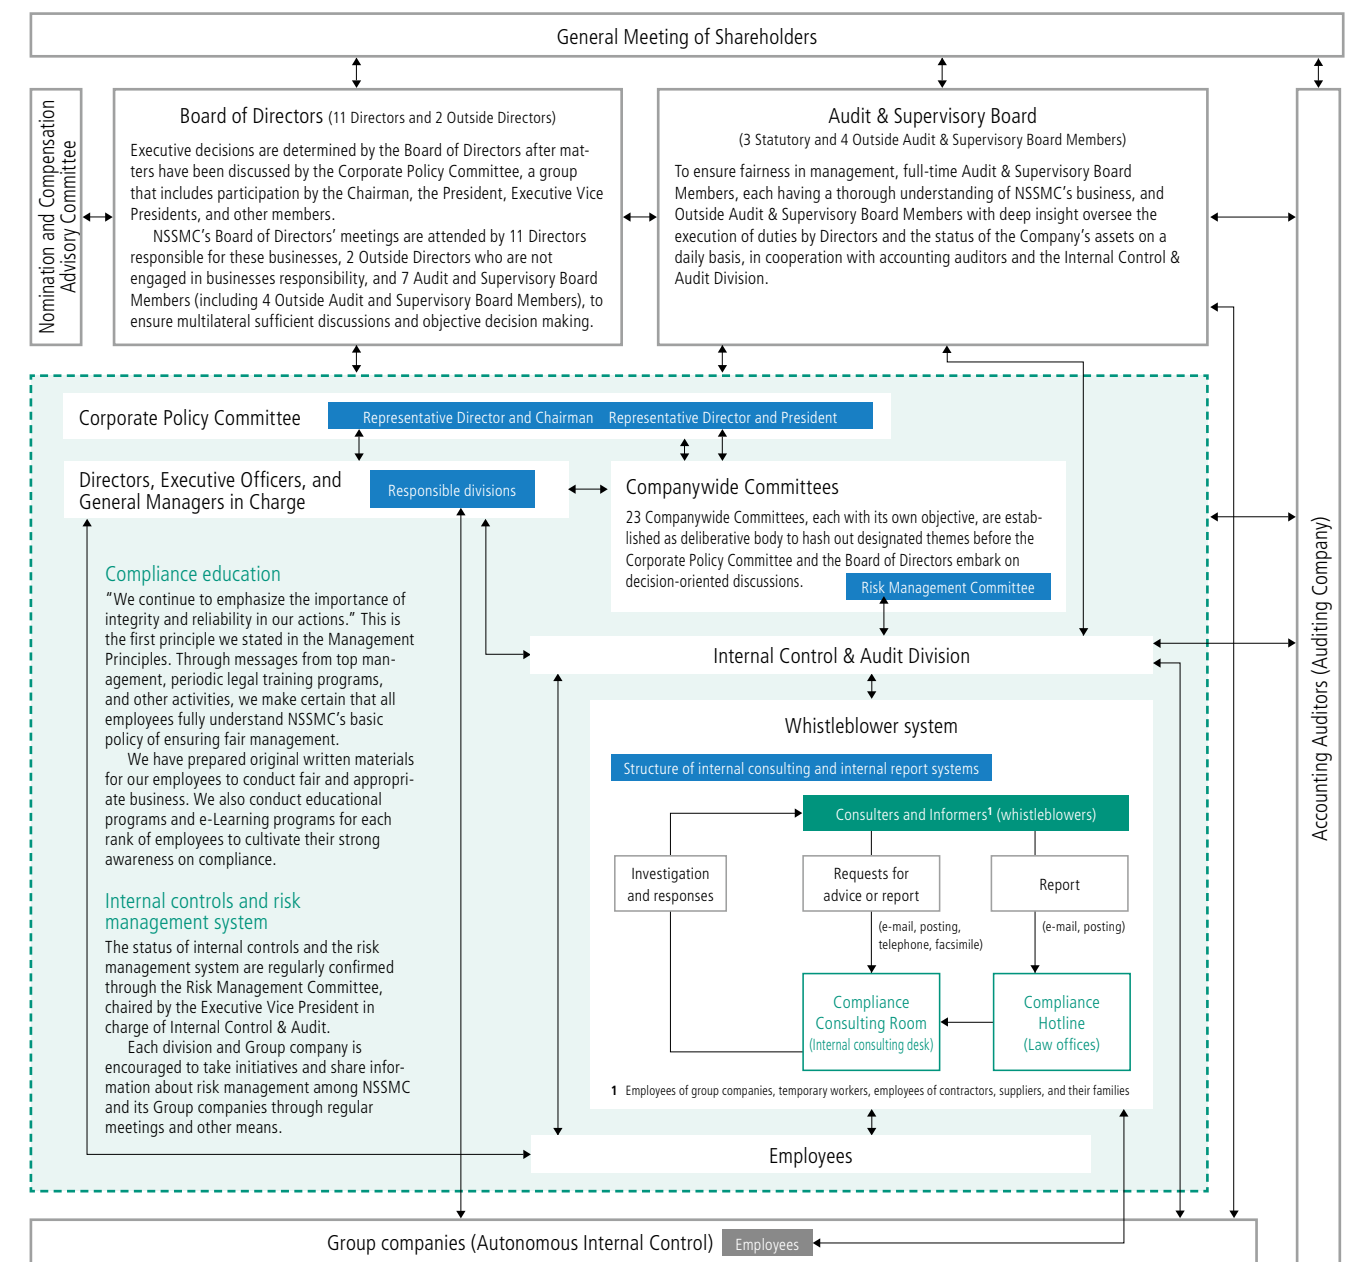 General Meeting of Shareholders
Nomination and Compensation
Advisory Committee
Board of Directors (11 Directors and 2 Outside Directors)
Executive decisions are determined by the Board of Directors after mat-
ters have been discussed by the Corporate Policy Committee, a group
that includes participation by the Chairman, the President, Executive Vice
Presidents, and other members.
NSSMC's Board of Directors' meetings are attended by 11 Directors
responsible for these businesses, 2 Outside Directors who are not
engaged in businesses responsibility, and 7 Audit and Supervisory Board
Members (including 4 Outside Audit and Supervisory Board Members), to
ensure multilateral sufficient discussions and objective decision making.
Audit & Supervisory Board
(3 Statutory and 4 Outside Audit & Supervisory Board Members)
To ensure fairness in management, full-time Audit & Supervisory Board
Members, each having a thorough understanding of NSSMC's business, and
Outside Audit & Supervisory Board Members with deep insight oversee the
execution of duties by Directors and the status of the Company's assets on a
daily basis, in cooperation with accounting auditors and the Internal Control &
Audit Division.
Accounting Auditors (Auditing Company)
Corporate Policy Committee
Representative Director and Chairman Representative Director and President
Directors, Executive Officers, and
General Managers in Charge
Responsible divisions
Companywide Committees
23 Companywide Committees, each with its own objective, are estab-
lished as deliberative body to hash out designated themes before the
Corporate Policy Committee and the Board of Directors embark on
decision-oriented discussions.
Risk Management Committee
Compliance education
"We continue to emphasize the importance of
integrity and reliability in our actions." This is
the first principle we stated in the Management
Principles. Through messages from top man-
agement, periodic legal training programs,
and other activities, we make certain that all
employees fully understand NSSMC's basic
policy of ensuring fair management.
We have prepared original written materials
for our employees to conduct fair and appropri-
ate business. We also conduct educational
programs and e-Learning programs for each
rank of employees to cultivate their strong
awareness on compliance.
Internal controls and risk
management system
The status of internal controls and the risk
management system are regularly confirmed
through the Risk Management Committee,
chaired by the Executive Vice President in
charge of Internal Control & Audit.
Each division and Group company is
encouraged to take initiatives and share infor-
mation about risk management among NSSMC
and its Group companies through regular
meetings and other means.
Internal Control & Audit Division
Whistleblower system
Structure of internal consulting and internal report systems
Consulters and Informers1 (whistleblowers)
Investigation
and responses
Requests for
advice or report
Report
(e-mail, posting,
telephone, facsimile)
(e-mail, posting)
Compliance
Consulting Room
(Internal consulting desk)
Compliance
Hotline
(Law offices)
1 Employees of group companies, temporary workers, employees of contractors, suppliers, and their families
Employees
Group companies (Autonomous Internal Control)
Employees